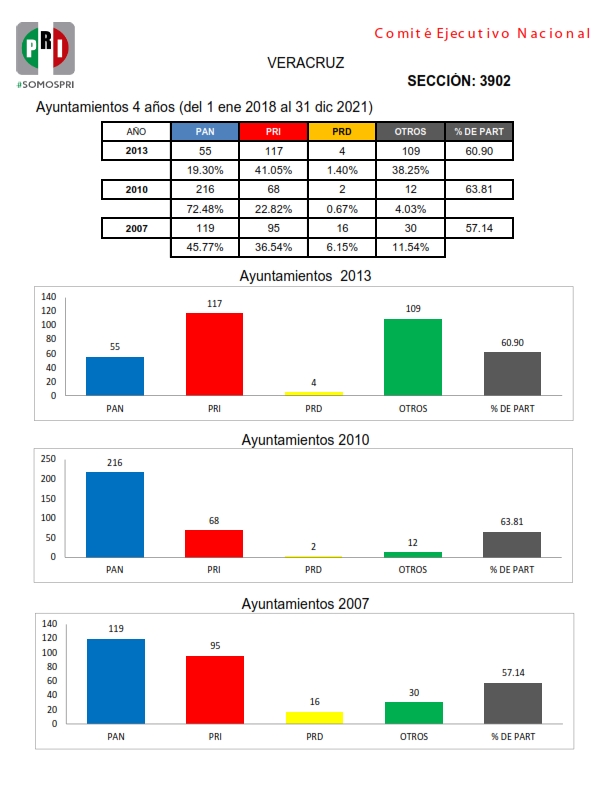 Comité Ejecutivo Nacional
PRI
#SOMOSPRI
VERACRUZ
SECCIÓN: 3902
Ayuntamientos 4 años (del 1 ene 2018 al 31 dic 2021)
AÑO PAN PRI PRD OTROS % DE PART
2013 55 117 4 109 60.90
19.30% 41.05% 1.40% 38.25%
2010 216 68 2 12 63.81
72.48% 22.82% 0.67% 4.03%
2007 119 95 16 30 57.14
45.77% 36.54% 6.15% 11.54%
Ayuntamientos 2013
140
120
100
80
60
40
20
0
55 117 4 109 60.90
PAN PRI PRD OTROS % DE PART
Ayuntamientos 2010
250
200
150
100
50
0
216 68 2 12 63.81
PAN PRI PRD OTROS % DE PART
Ayuntamientos 2007
140
120
100
80
60
40
20
0
119 95 16 30 57.14
PAN PRI PRD OTROS % DE PART